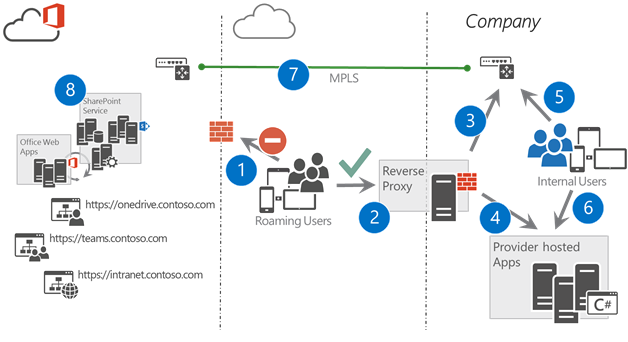 Company
7
MPLS
8
SharePoint
Service
Office Web
Apps
1
2
3
4
5
6
Roaming Users
Reverse
Proxy
Internal Users
Provider hosted
Apps
C#
https://onedrive.contoso.com
https://teams.contoso.com
https://intranet.contoso.com